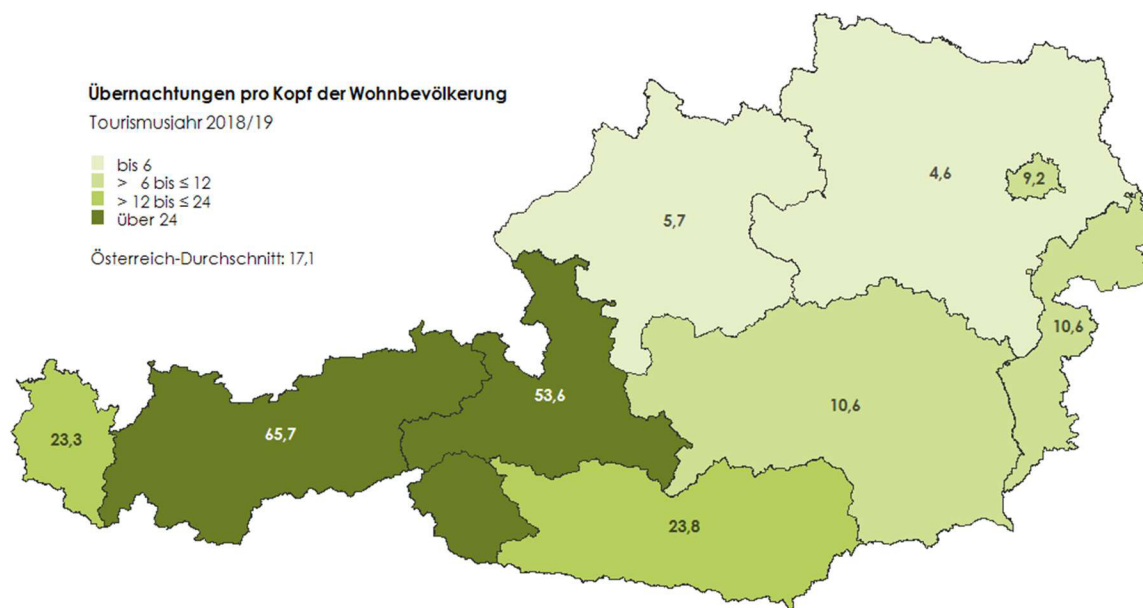 Übernachtungen pro Kopf der Wohnbevölkerung
Tourismusjahr 2018/19
bis 6
> 6 bis ≤ 12
> 12 bis ≤ 24
über 24
Österreich-Durchschnitt: 17,1
4,6
9,2
5,7
10,6
53,6
10,6
65,7
23,3
23,8